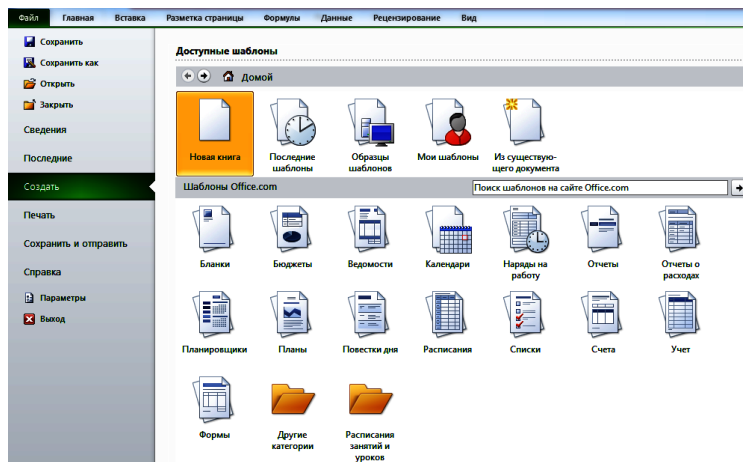 Файл Главная Вставка Разметка страницы Формулы Данные Рецензирование Вид
Сохранить
Сохранить как
Открыть
Закрыть
Сведения
Последние
Создать
Печать
Сохранить и отправить
Справка
Параметры
Выход
Доступные шаблоны
Домой
Новая книга Последние Образцы Мои шаблоны Из существую-
шаблоны шаблонов щего документа
Шаблоны Office.com Поиск шаблонов на сайте Office.com
Бланки Бюджеты Ведомости Календари Наряды на Отчеты Отчеты о
работу расходах
Планировщики Планы Повестки дня Расписания Списки Счета Учет
Формы Другие Расписания
категории занятий и
уроков